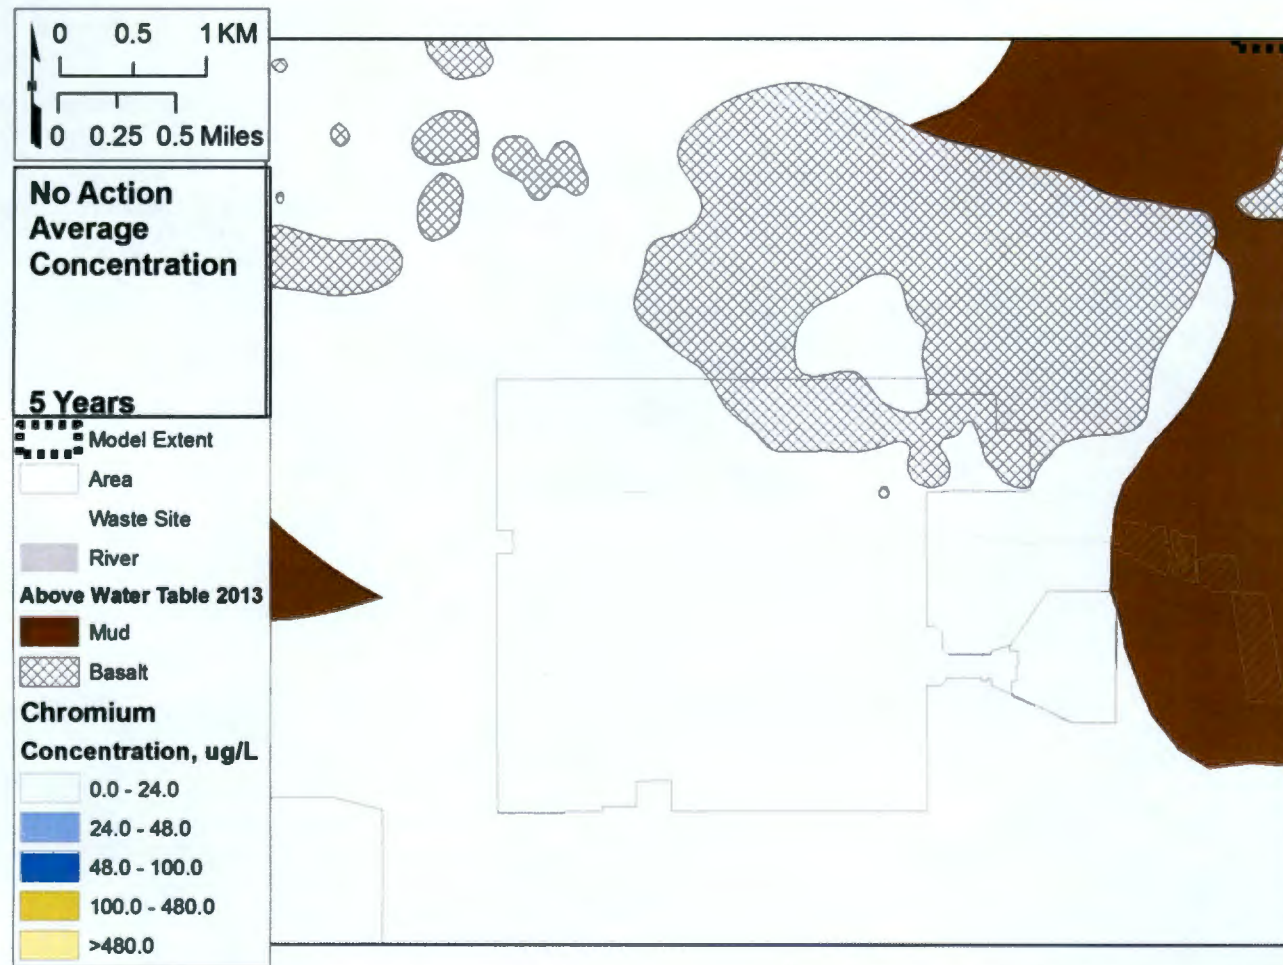 0 0.5 1 KM
0 0.25 0.5 Miles
No Action
Average
Concentration
5 Years
Model Extent
Area
Waste Site
River
Above Water Table 2013
Mud
Basalt
Chromium
Concentration, ug/L
0.0 - 24.0
24.0 - 48.0
48.0 - 100.0
100.0 - 480.0
>480.0